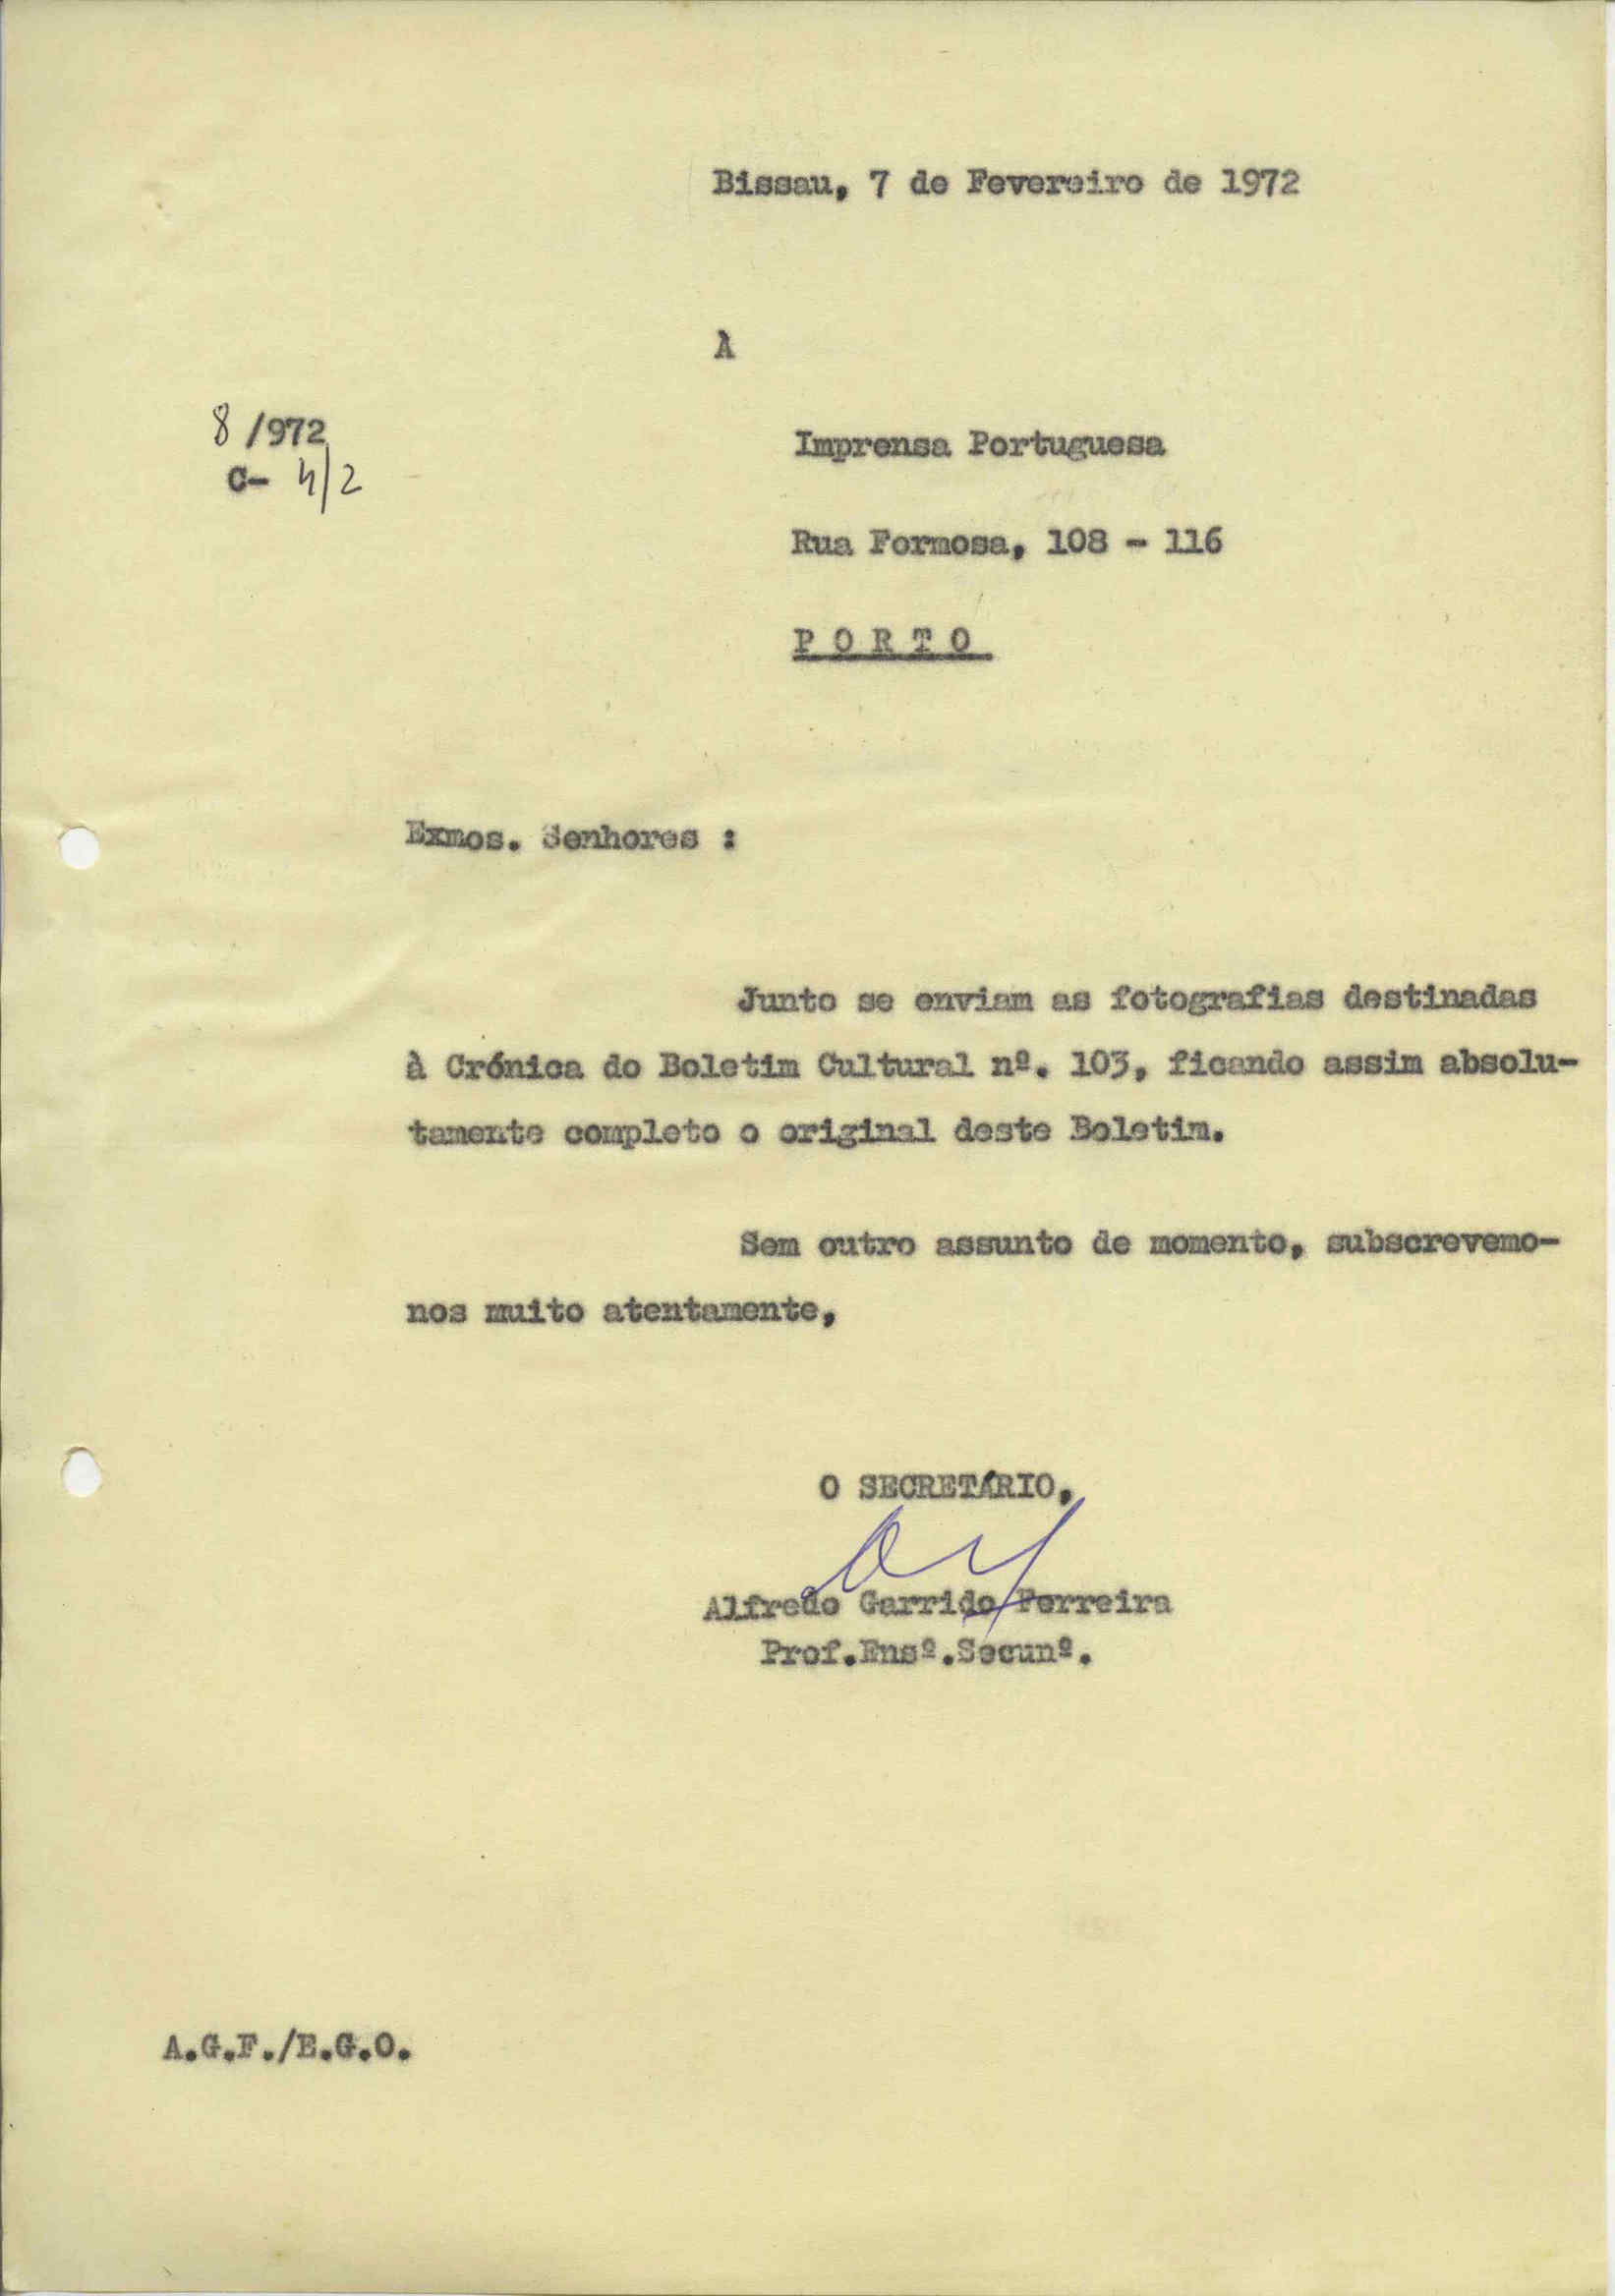 Bissau, 7 de Fevereiro de 1972
À
8/972
C- 4/2
Imprensa Portuguesa
Rua Formosa, 108 - 116
P O R T O
Exmos. Senhores :
Junto se enviam as fotografias destinadas
à Crónica do Boletim Cultural nº. 103, ficando assim absolu-
tamente completo o original deste Boletim.
Sem outro assunto de momento, subscrevemo-
nos muito atentamente,
O SECRETÁRIO,
Alfredo Garrido Ferreira
Prof.Ensº.Secunº.
A.G.F./E.G.O.